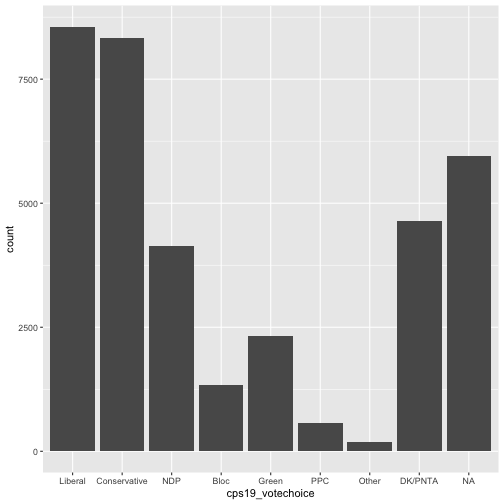 count
7500
5000
2500
0
Liberal Conservative NDP Bloc Green PPC Other DK/PNTA NA
cps19_votechoice